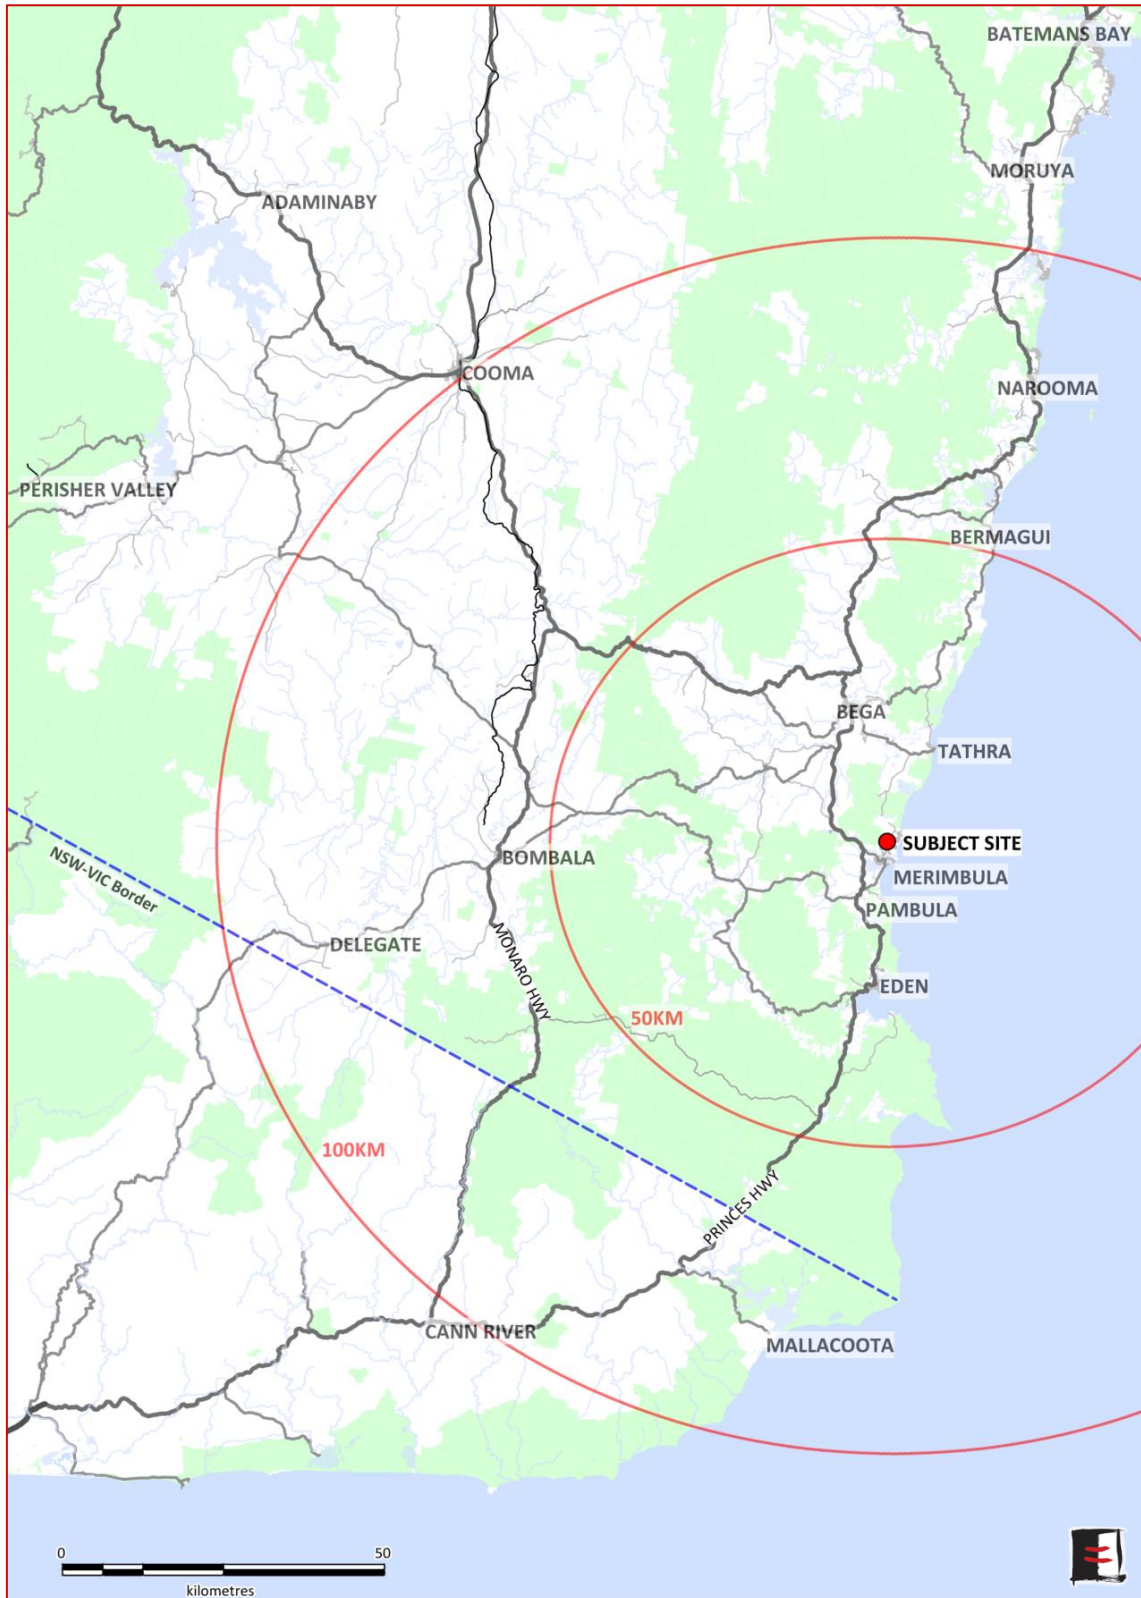 BATEMANS BAY
MORUYA
ADAMINABY
COOMA
NAROOMA
PERISHER VALLEY
BERMAGUI
BEGA
TATHRA
SUBJECT SITE
BOMBALA
MERIMBULA
NSW-VIC Border
PAMBULA
DELEGATE
MONARO HWY
EDEN
50KM
100KM
PRINCES HWY
CANN RIVER
MALLACOOTA
0 50
kilometres